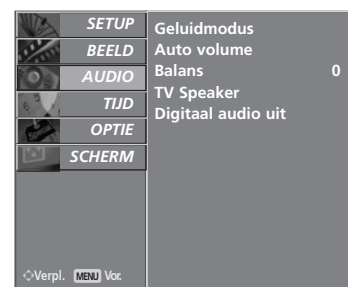 SETUP
BEELD
AUDIO
TIJD
OPTIE
SCHERM
Geluidmodus
Auto volume
Balans 0
TV Speaker
Digitaal audio uit
Verpl. MENU Vor.